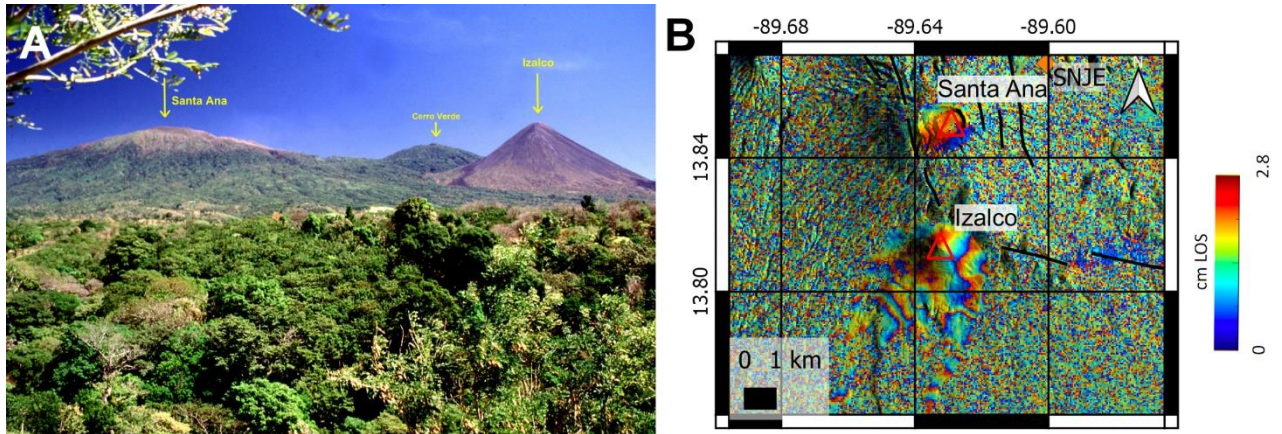 A
Santa Ana
Cerro Verde
Izalco
B
-89.68
-89.64
-89.60
SNJE
N
Santa Ana
13.84
Izalco
13.80
0 1 km
2.8
cm LOS
0